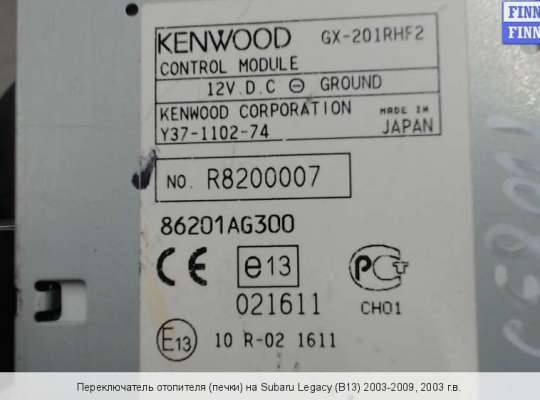 KENWOOD GX-201RHF2
CONTROL MODULE
12V.D.C ⊖ GROUND
KENWOOD CORPORATION
Y37-1102-74
MADE IN
JAPAN
NO. R8200007
86201AG300
CE e13 PCT
021611 CH01
E13 10 R-02 1611
FINN
FINN
Переключатель отопителя (печки) на Subaru Legacy (B13) 2003-2009, 2003 г.в.